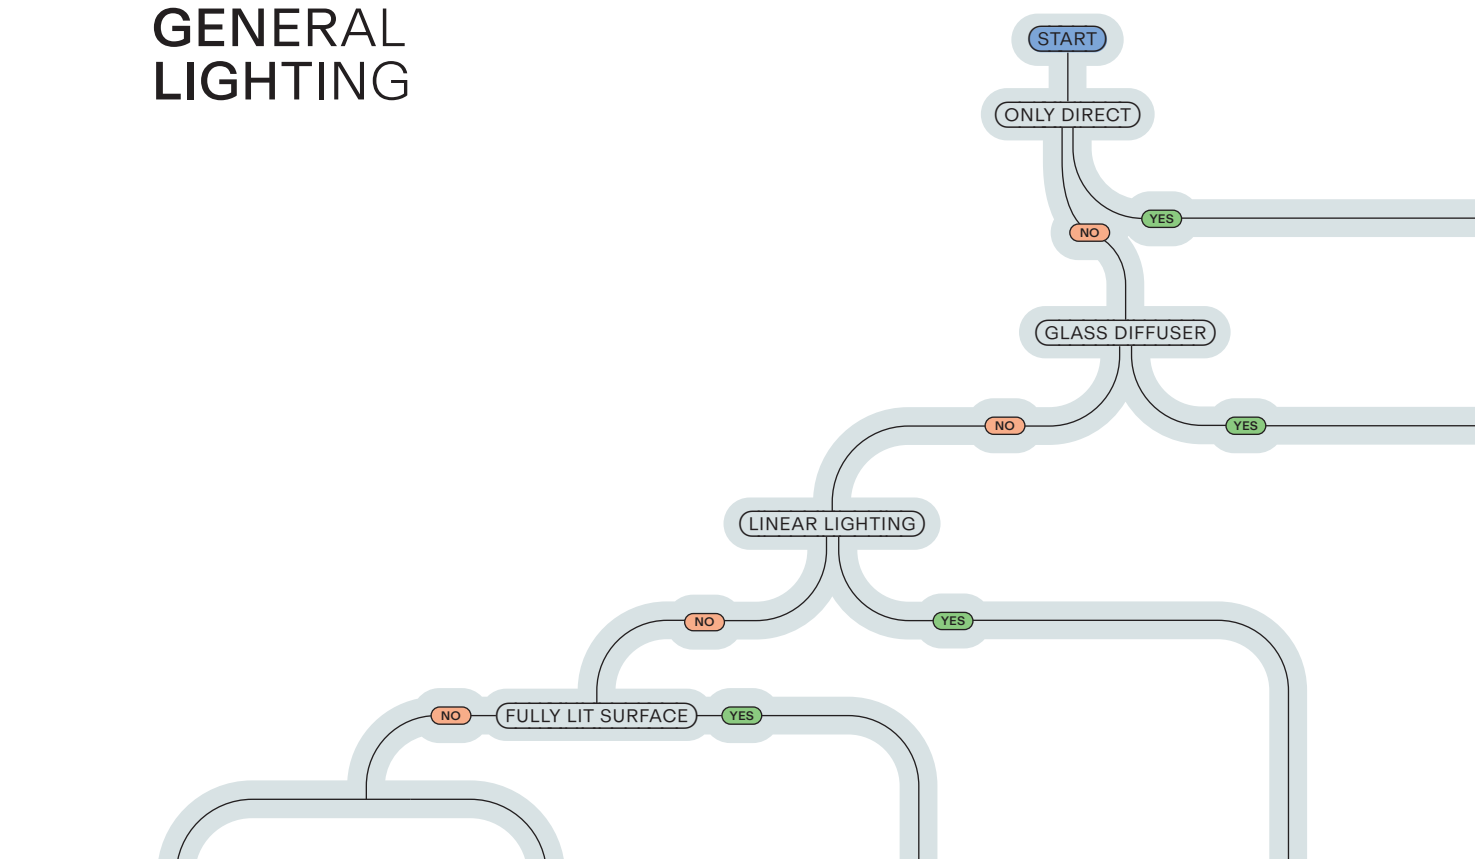 GENERAL
LIGHTING
START
ONLY DIRECT
YES
NO
GLASS DIFFUSER
NO
YES
LINEAR LIGHTING
NO
YES
NO
FULLY LIT SURFACE
YES